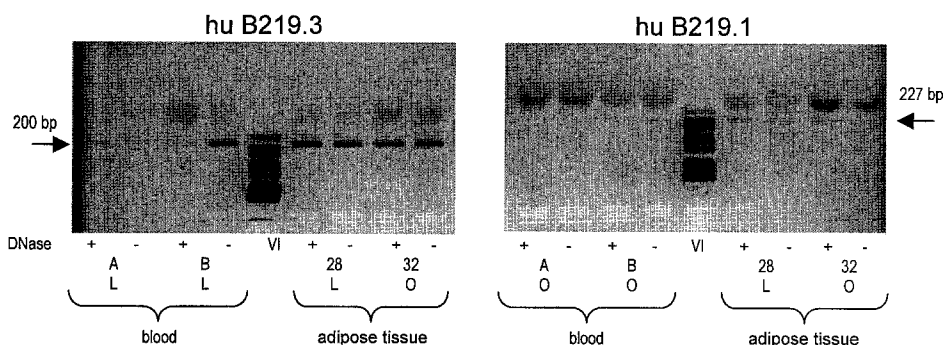 hu B219.3
hu B219.1
200 bp
227 bp
DNase + - + - VI + - + -
+ - + - VI + - + -
A B 28 32
A B 28 32
L L L O
O O L O
blood adipose tissue
blood adipose tissue